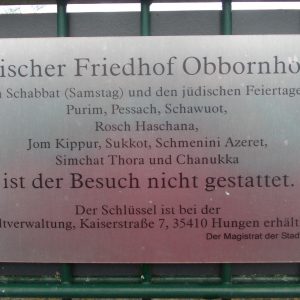 ischer Friedhof Obbornho
Schabbat (Samstag) und den jüdischen Feiertage
Purim, Pessach, Schawuot,
Rosch Haschana,
Jom Kippur, Sukkot, Schmenini Azeret,
Simchat Thora und Chanukka
ist der Besuch nicht gestattet.
Der Schlüssel ist bei der
ltverwaltung, Kaiserstraße 7, 35410 Hungen erhältl
Der Magistrat der Stad